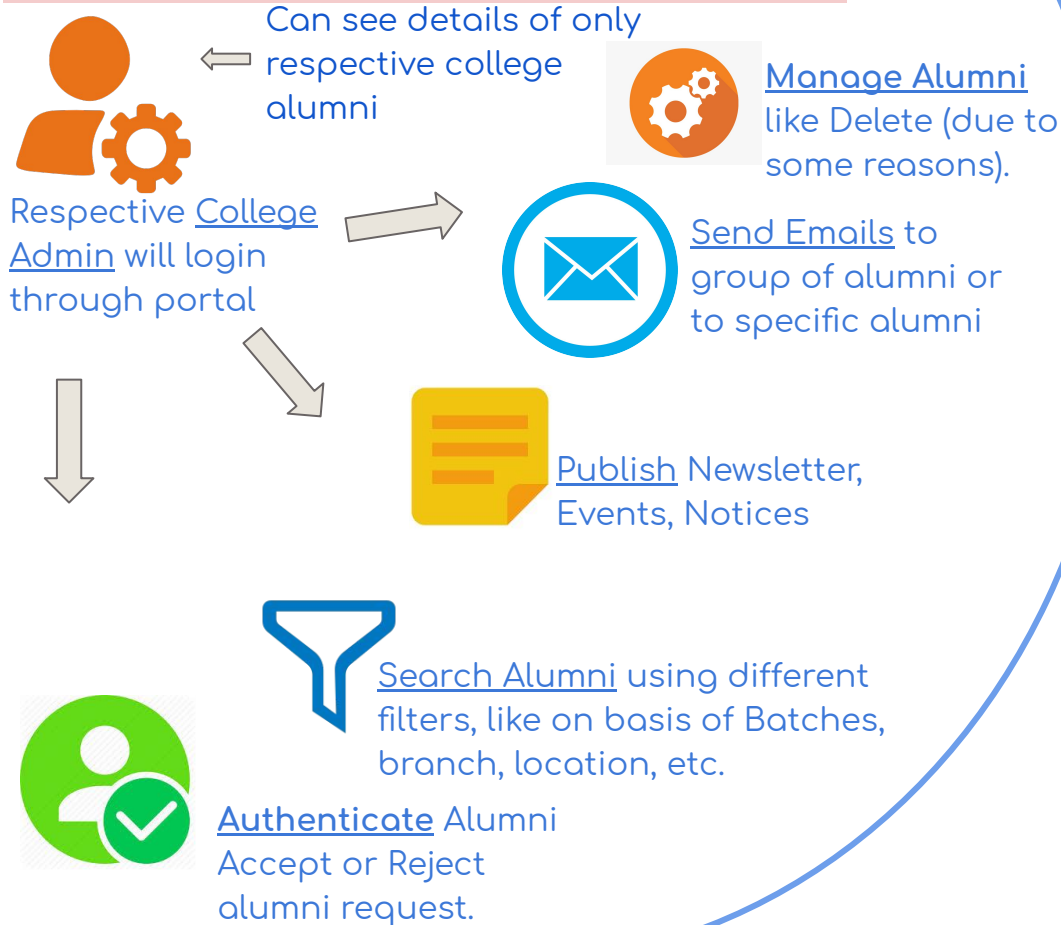 Can see details of only
respective college
alumni
Manage Alumni
like Delete (due to
some reasons).
Respective College
Admin will login
through portal
Send Emails to
group of alumni or
to specific alumni
Publish Newsletter,
Events, Notices
Search Alumni using different
filters, like on basis of Batches,
branch, location, etc.
Authenticate Alumni
Accept or Reject
alumni request.